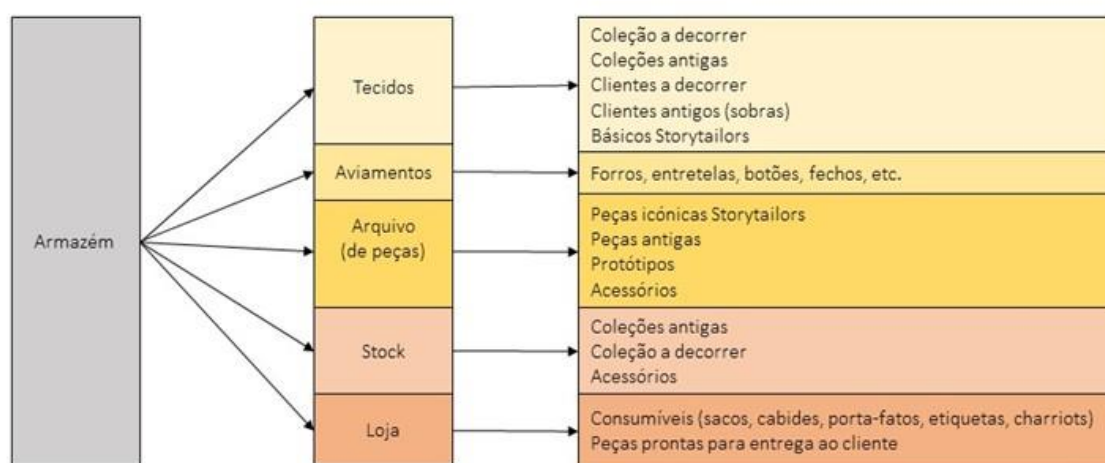 Armazém
Tecidos
Coleção a decorrer
Coleções antigas
Clientes a decorrer
Clientes antigos (sobras)
Básicos Storytailors
Aviamentos
Forros, entretelas, botões, fechos, etc.
Arquivo
(de peças)
Peças icónicas Storytailors
Peças antigas
Protótipos
Acessórios
Stock
Coleções antigas
Coleção a decorrer
Acessórios
Loja
Consumíveis (sacos, cabides, porta-fatos, etiquetas, charriots)
Peças prontas para entrega ao cliente